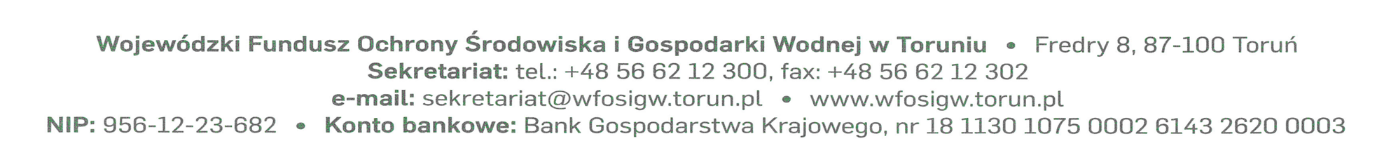 Wojewódzki Fundusz Ochrony Środowiska i Gospodarki Wodnej w Toruniu • Fredry 8, 87-100 Toruń
Sekretariat: tel.: +48 56 62 12 300, fax: +48 56 62 12 302
e-mail: sekretariat@wfosigw.torun.pl • www.wfosigw.torun.pl
NIP: 956-12-23-682 • Konto bankowe: Bank Gospodarstwa Krajowego, nr 18 1130 1075 0002 6143 2620 0003